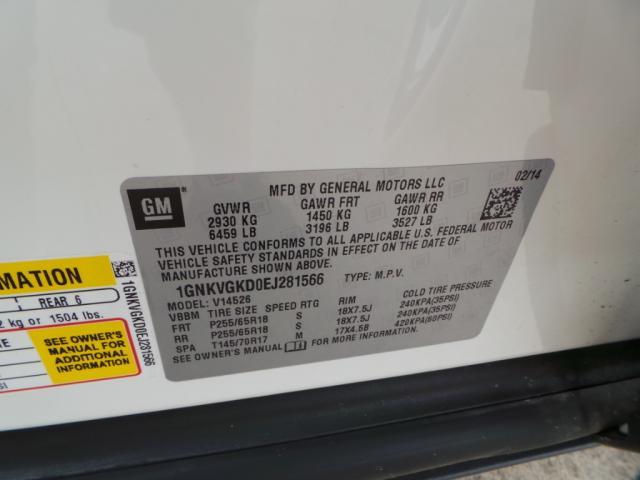 GM
®
MFD BY GENERAL MOTORS LLC
02/14
GVWR GAWR FRT GAWR RR
2930 KG 1450 KG 1600 KG
6459 LB 3196 LB 3527 LB
THIS VEHICLE CONFORMS TO ALL APPLICABLE U.S. FEDERAL MOTOR
VEHICLE SAFETY STANDARDS IN EFFECT ON THE DATE OF
MANUFACTURE SHOWN ABOVE.
1GNKVGKD0EJ281566 TYPE: M.P.V.
V14526
VBBM TIRE SIZE SPEED RTG RIM COLD TIRE PRESSURE
FRT P255/65R18 S 18X7.5J 240KPA(35PSI)
RR P255/65R18 S 18X7.5J 240KPA(35PSI)
SPA T145/70R17 M 17X4.5B 420KPA(60PSI)
SEE OWNER'S MANUAL FOR MORE INFORMATION.
MATION
REAR 6
kg or 1504 lbs.
SEE OWNER'S
MANUAL FOR
ADDITIONAL
INFORMATION
1GNKVGKD0EJ281566